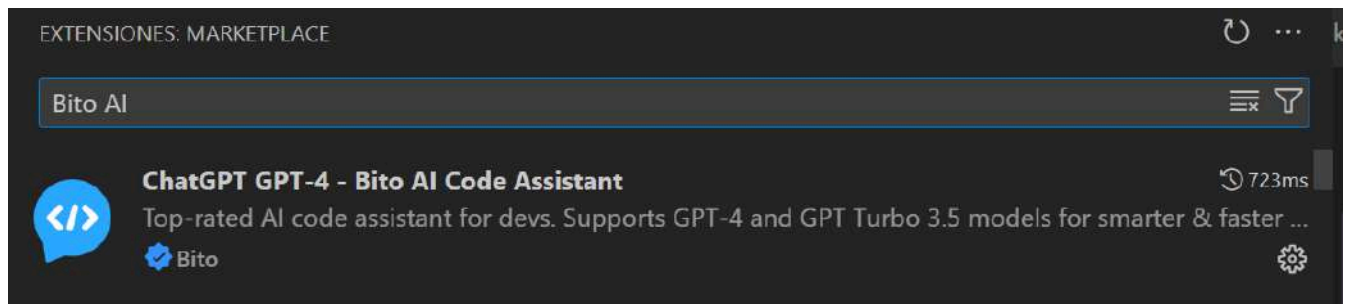 EXTENSIONES: MARKETPLACE
Bito AI
ChatGPT GPT-4 - Bito AI Code Assistant
723ms
Top-rated AI code assistant for devs. Supports GPT-4 and GPT Turbo 3.5 models for smarter & faster ...
Bito